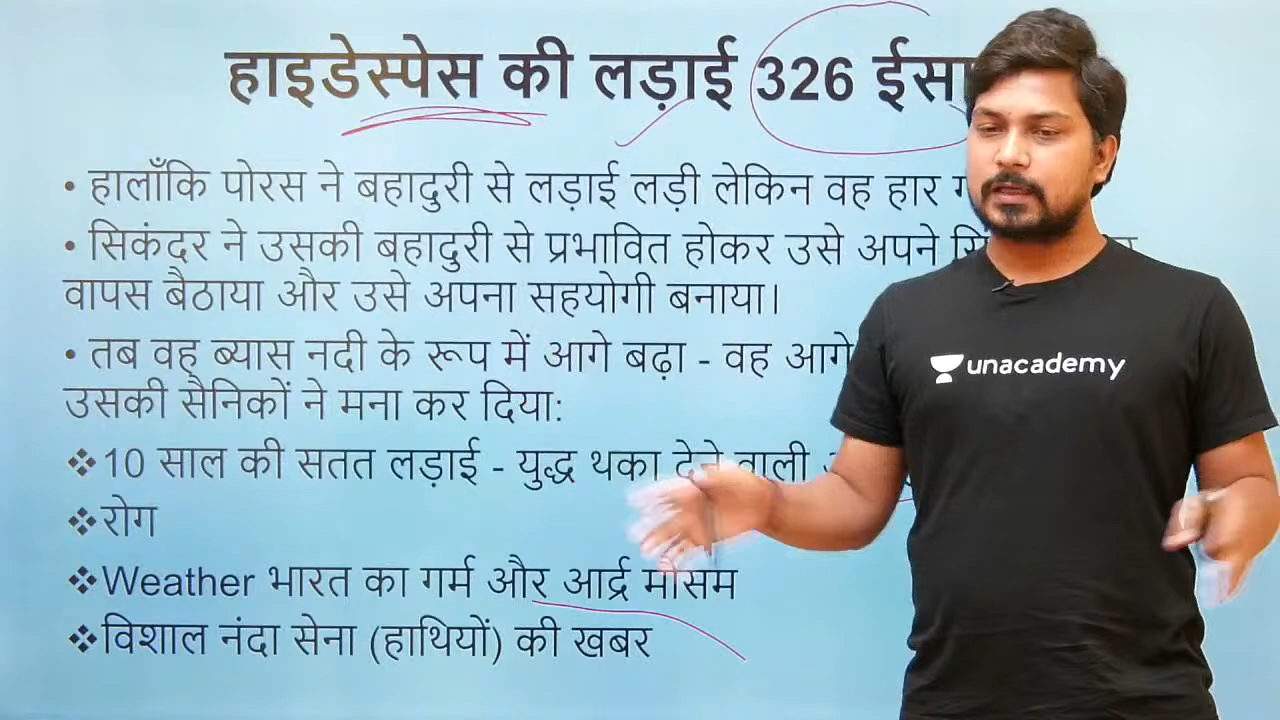 हाइडेस्पेस की लड़ाई 326
• हालाँकि पोरस ने बहादुरी से लड़ाई लड़ी लेकिन वह हार
• सिकंदर ने उसकी बहादुरी से प्रभावित होकर उसे अपने
वापस बैठाया और उसे अपना सहयोगी बनाया।
• तब वह ब्यास नदी के रूप में आगे बढ़ा - वह आगे
उसकी सैनिकों ने मना कर दिया:
❖10 साल की सतत लड़ाई - युद्ध थका देने वाली
❖रोग
❖Weather भारत का गर्म और आर्द्र मौसम
❖विशाल नंदा सेना (हाथियों) की खबर
unacademy